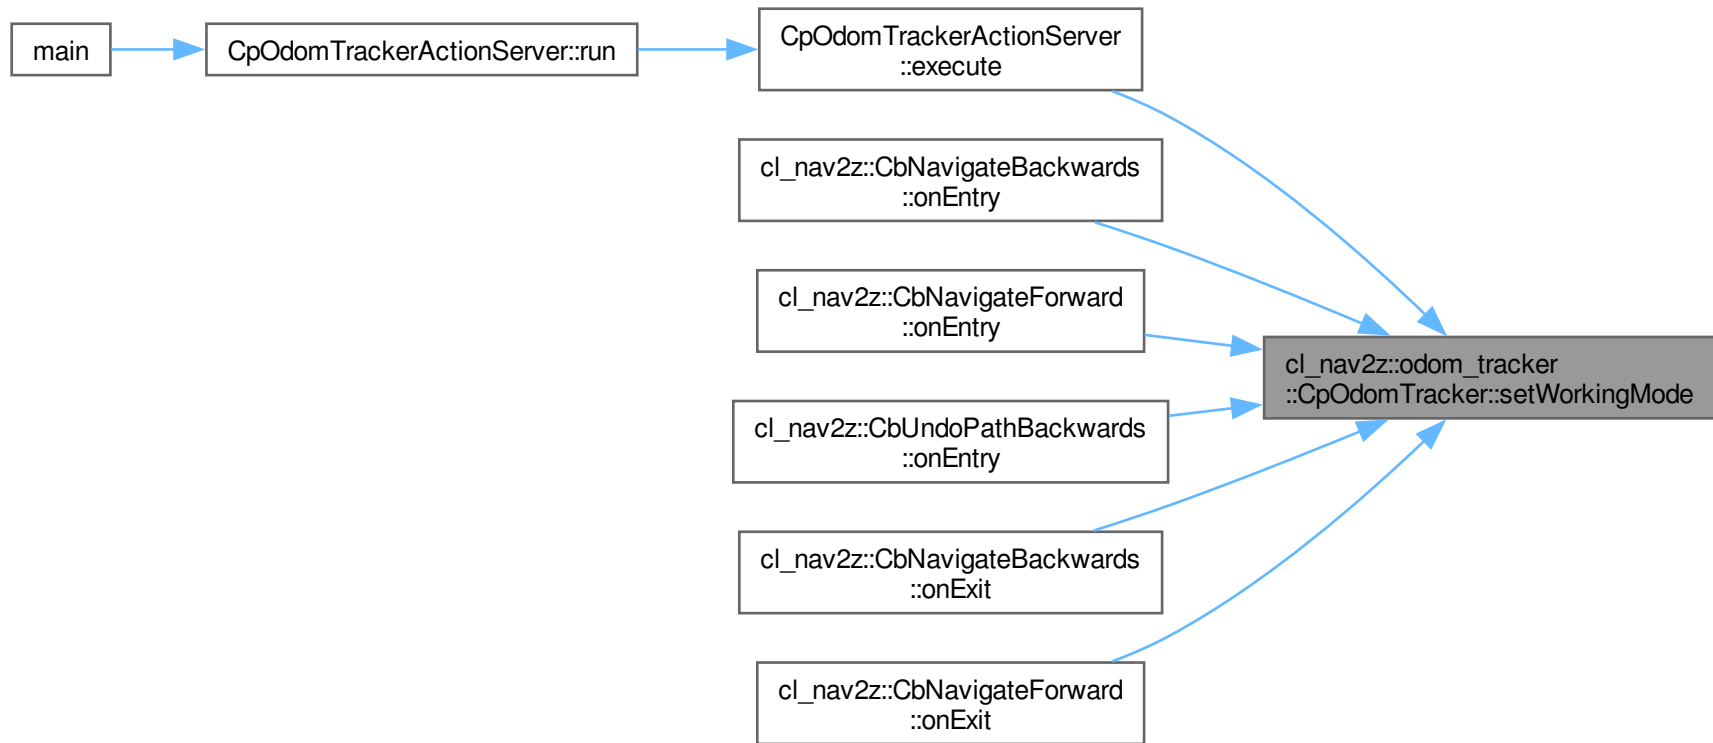 main
CpOdomTrackerActionServer::run
CpOdomTrackerActionServer
::execute
cl_nav2z::CbNavigateBackwards
::onEntry
cl_nav2z::CbNavigateForward
::onEntry
cl_nav2z::CbUndoPathBackwards
::onEntry
cl_nav2z::CbNavigateBackwards
::onExit
cl_nav2z::CbNavigateForward
::onExit
cl_nav2z::odom_tracker
::CpOdomTracker::setWorkingMode